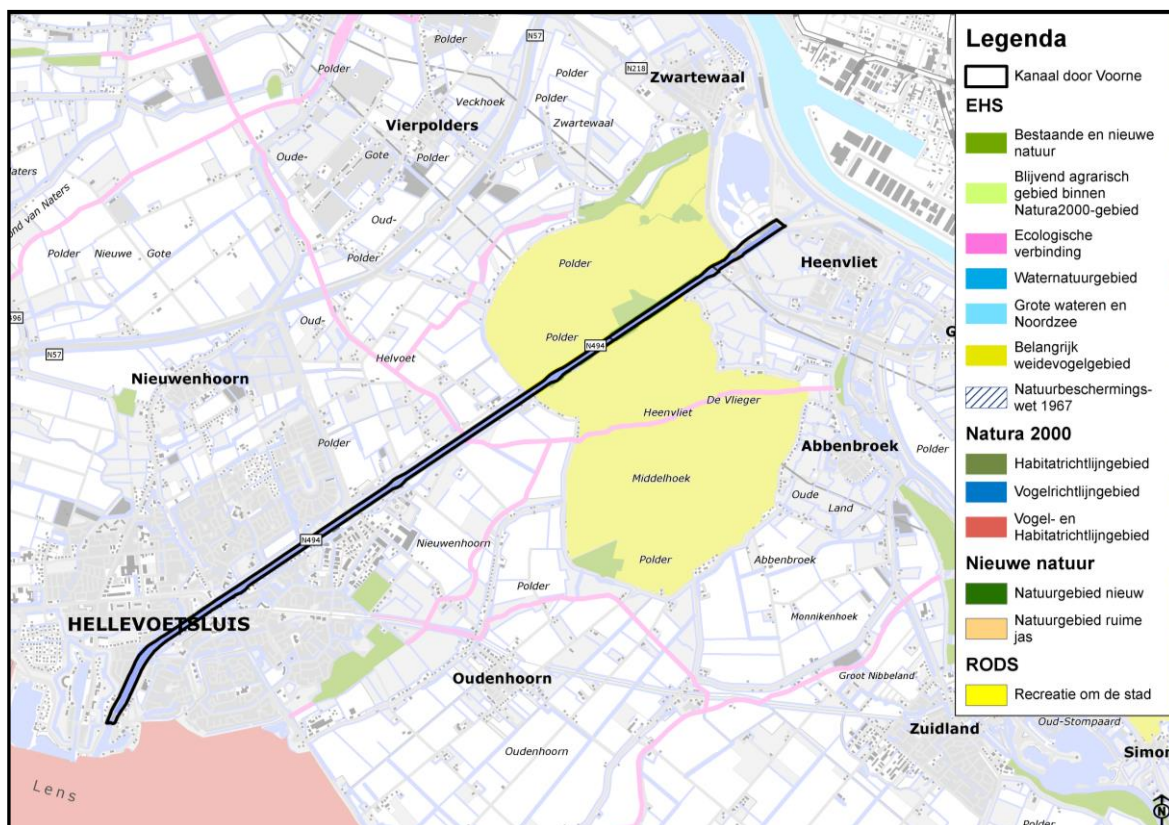 N57
Polder
N218
Zwartewaal
Polder
Polder
Polder
Veckhoek
Polder
Vierpolders
Zwartewaal
Oude-
Gote
Polder
Oud-
Polder
Polder
Nieuwe
Gote
Polder
Heenvliet
Oud-
Polder
N496
N57
Helvoet
N494
Nieuwenhoorn
De Vlieger
Heenvliet
Polder
Abbenbroek
Polder
Middelhoek
Oude
Land
N494
Nieuwenhoorn
Polder
Abbenbroek
Polder
HELLEVOETSLUIS
Monnikenhoek
Oudenhoorn
Groot Nibbeland
Zuidland
Oud-Stompaard
Oudenhoorn
Lens
Polder
N
Legenda
Kanaal door Voorne
EHS
Bestaande en nieuwe
natuur
Blijvend agrarisch
gebied binnen
Natura2000-gebied
Ecologische
verbinding
Waternatuurgebied
Grote wateren en
Noordzee
Belangrijk
weidevogelgebied
Natuurbeschermings-
wet 1967
Natura 2000
Habitatrichtlijngebied
Vogelrichtlijngebied
Vogel- en
Habitatrichtlijngebied
Nieuwe natuur
Natuurgebied nieuw
Natuurgebied ruime
jas
RODS
Recreatie om de stad